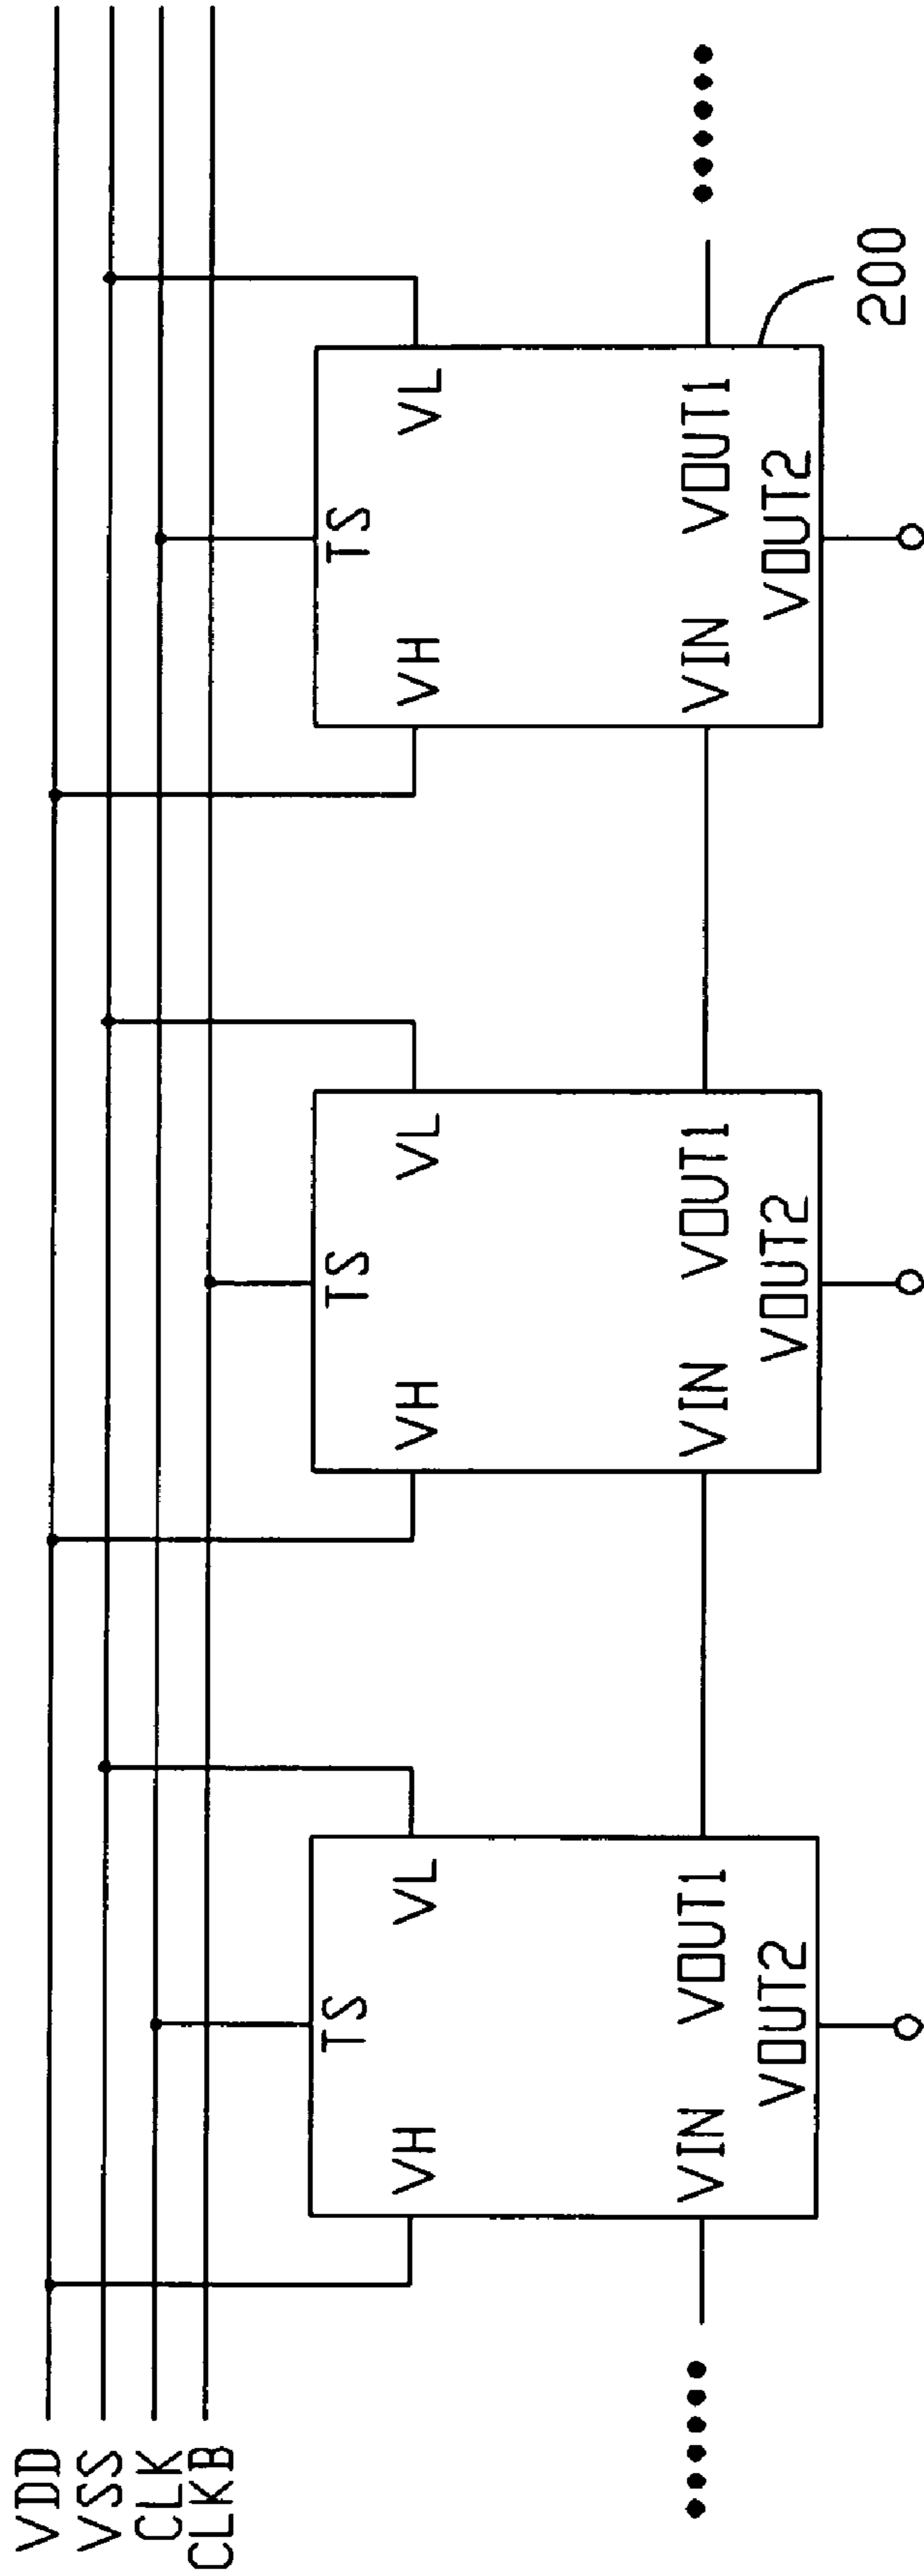 VDD
VSS
CLK
CLKB
VH
TS
VL
VIN
VOUT1
VOUT2
VH
TS
VL
VIN
VOUT1
VOUT2
VH
TS
VL
VIN
VOUT1
VOUT2
200